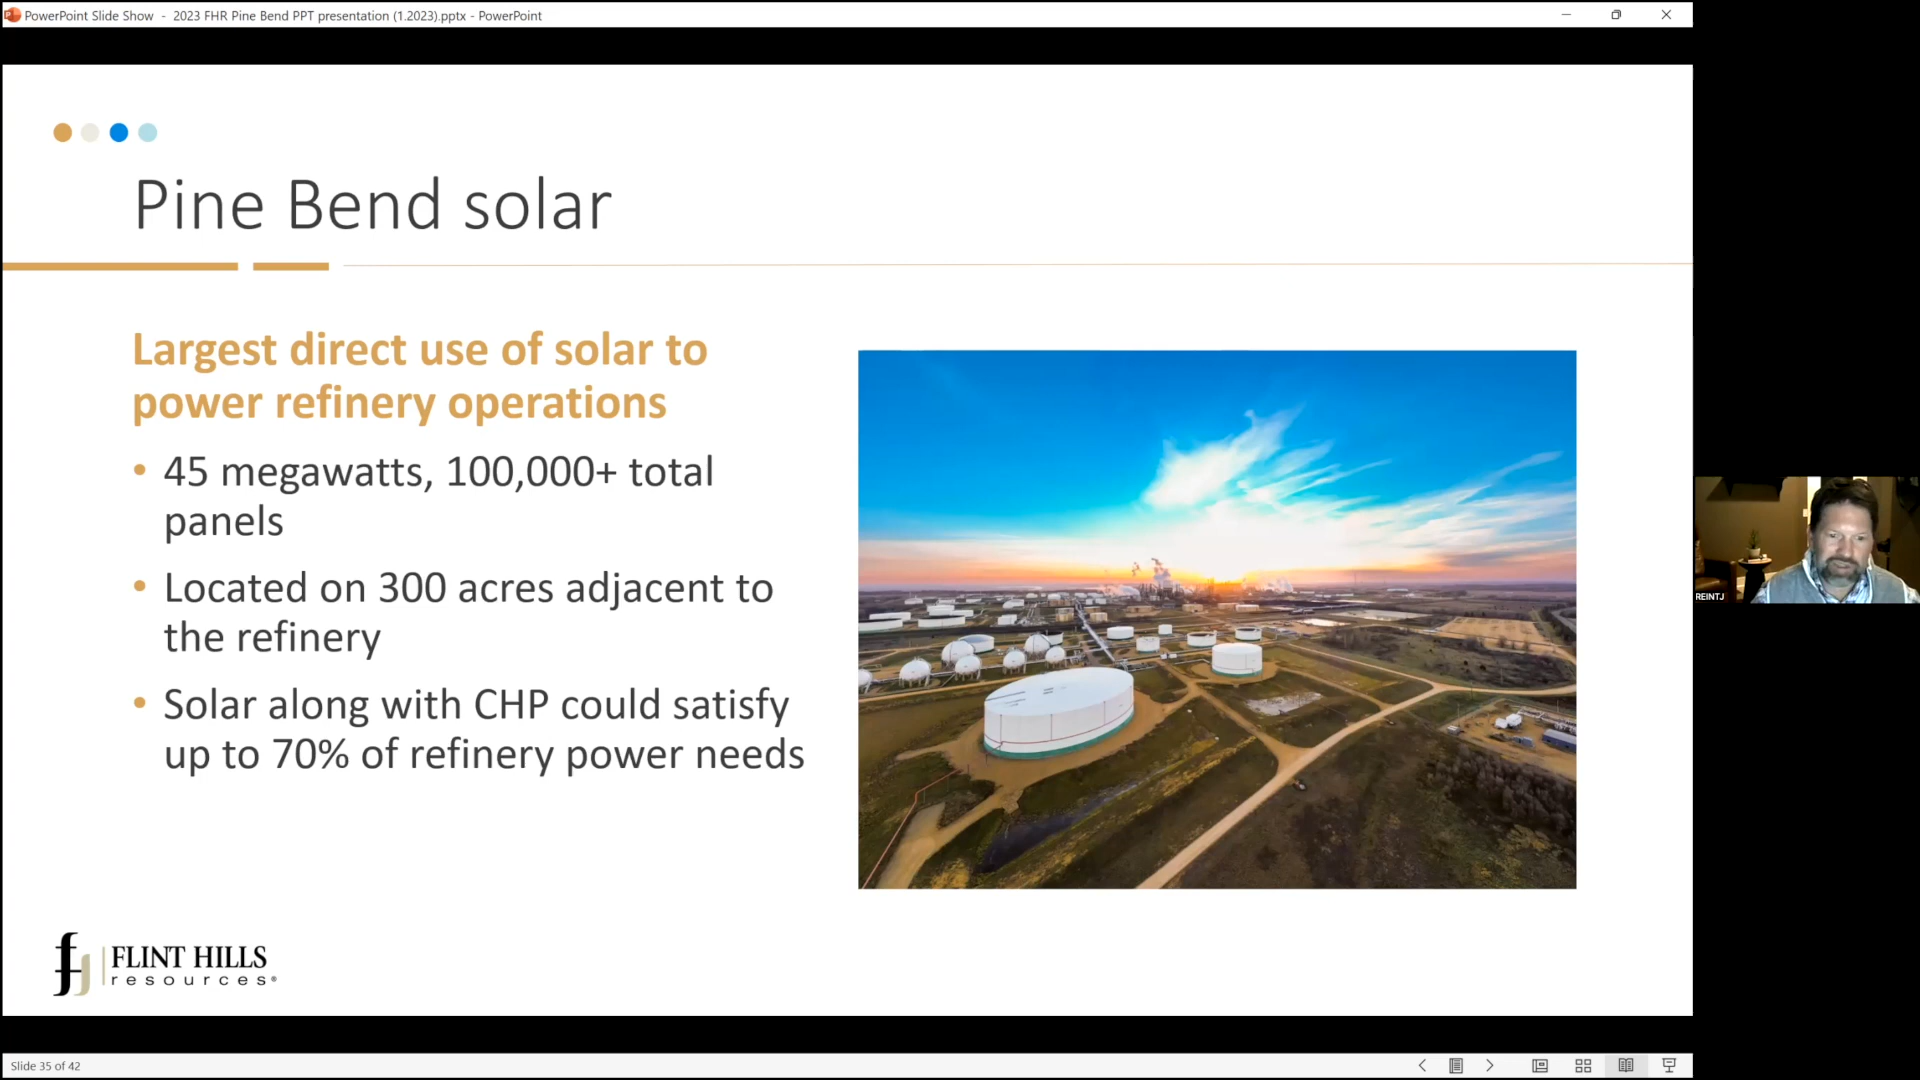 PowerPoint Slide Show - 2023 FHR Pine Bend PPT presentation (1.2023).pptx - PowerPoint
Pine Bend solar
Largest direct use of solar to
power refinery operations
• 45 megawatts, 100,000+ total
panels
• Located on 300 acres adjacent to
the refinery
• Solar along with CHP could satisfy
up to 70% of refinery power needs
REINTJ
FLINT HILLS
resources®
Slide 35 of 42